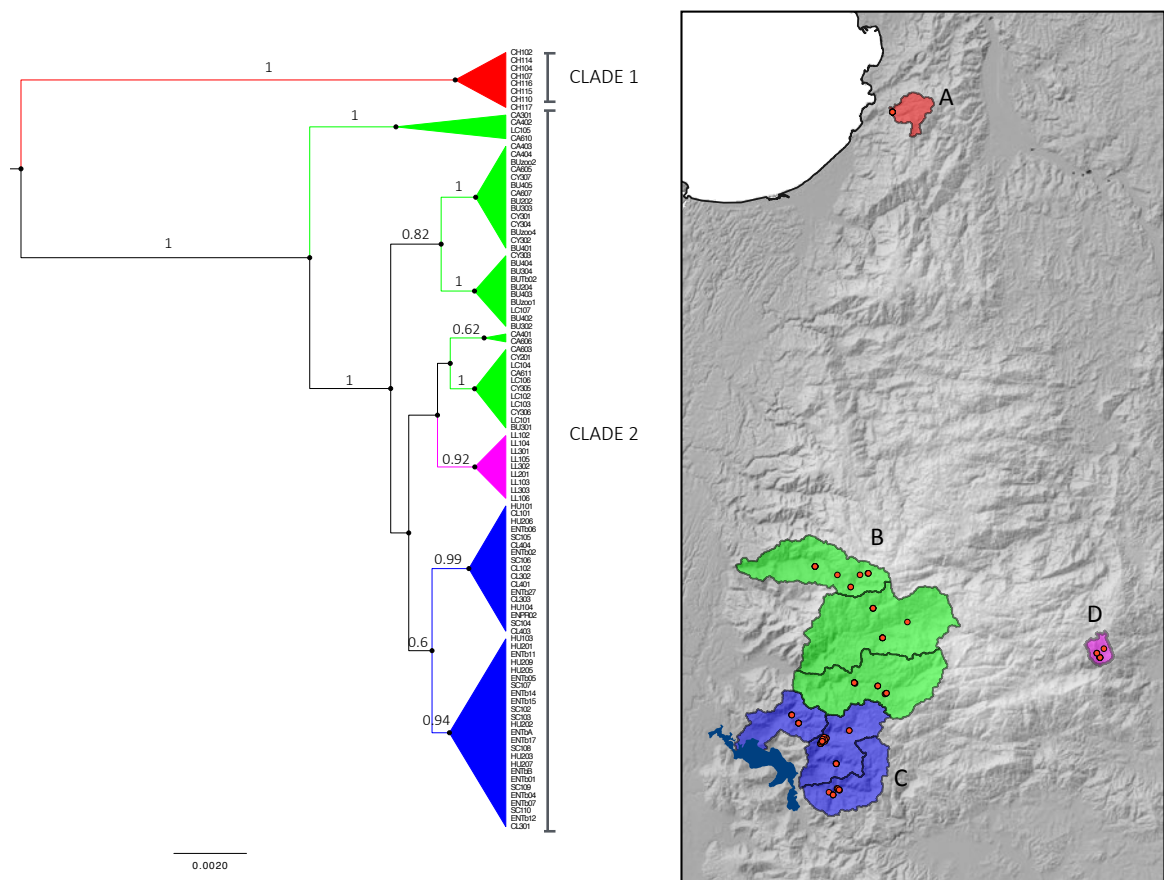 1
CLADE 1
CH102
CH114
CH104
CH107
CH116
CH115
CH110
CH117
1
CA301
CA402
LC105
CA610
CA403
CA404
BUzoo2
CA605
CY307
BU405
CA607
BU202
BU303
CY301
CY304
BUzoo4
CY302
BU401
1
0.82
1
CY303
BU404
BU304
BUTb02
BU204
BU403
BUzoo1
LC107
BU402
BU302
1
0.62
CA401
CA606
CA603
CY201
LC104
CA611
LC106
CY305
LC102
LC103
CY306
LC101
BU301
1
1
CLADE 2
LL102
LL104
LL301
LL105
LL302
LL201
LL103
LL303
LL106
0.92
HU101
CL101
HU206
ENTb06
SC105
CL404
ENTb02
SC106
CL102
CL302
CL401
ENTb27
CL303
HU104
ENPR02
SC104
CL403
0.99
0.6
HU103
HU201
ENTb11
HU209
HU205
ENTb05
SC107
ENTb14
ENTb15
SC102
SC103
HU202
ENTbA
ENTb17
SC108
HU203
HU207
ENTbB
ENTb01
SC109
ENTb04
ENTb07
SC110
ENTb12
CL301
0.94
0.0020
A
B
D
C